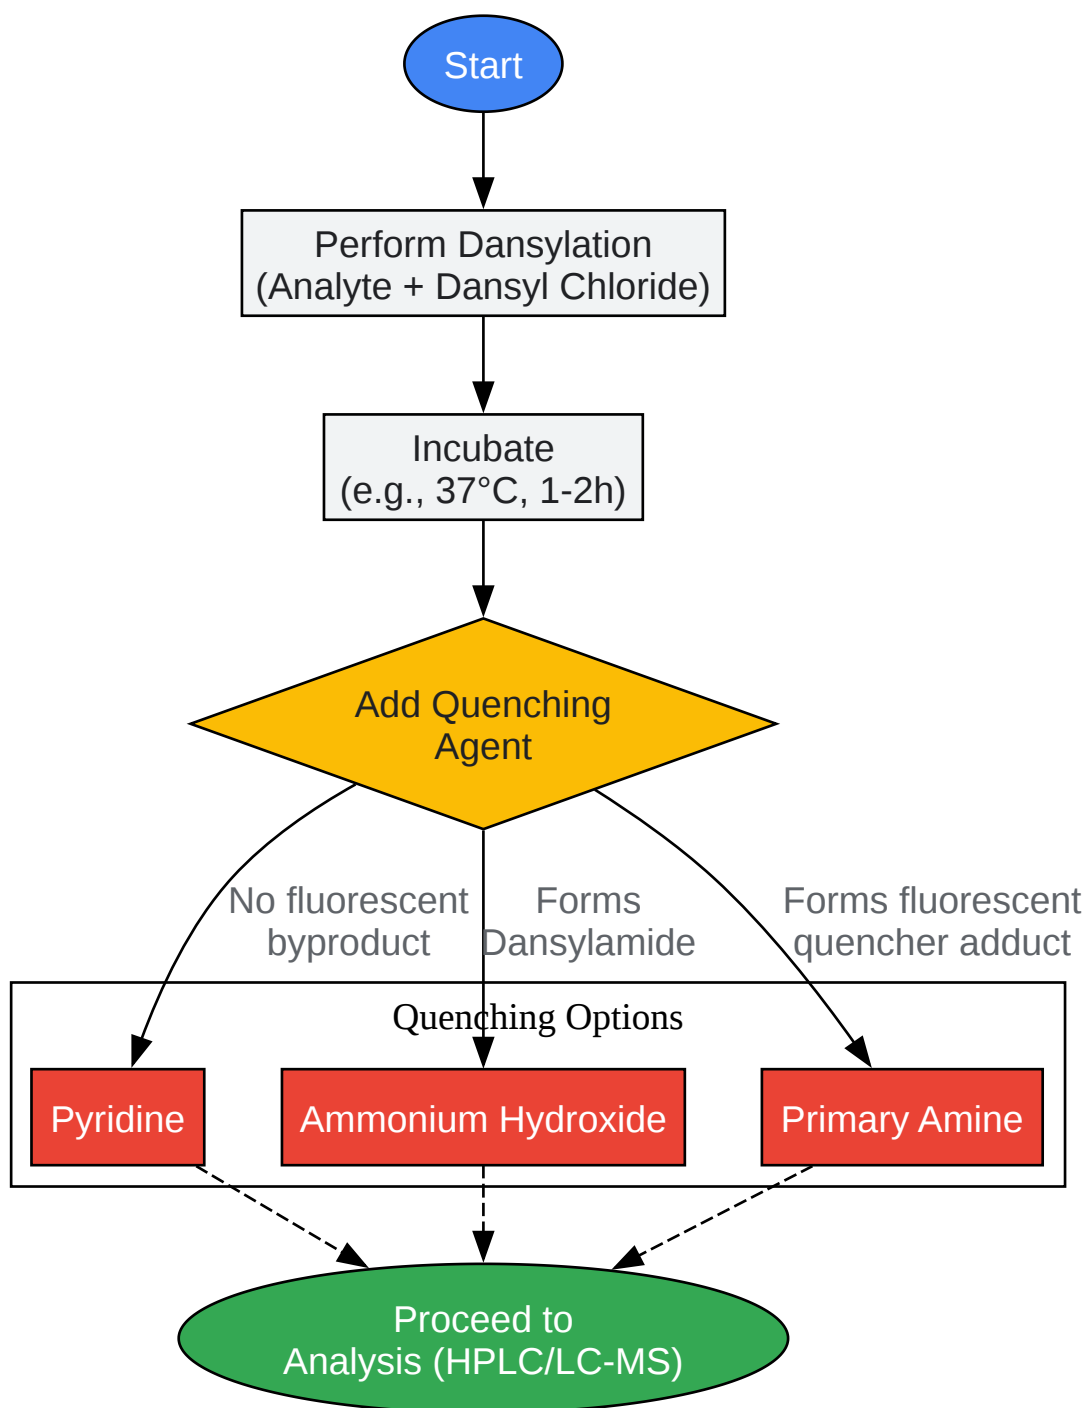 Start
Perform Dansylation
(Analyte + Dansyl Chloride)
Incubate
(e.g., 37°C, 1-2h)
Add Quenching
Agent
No fluorescent
byproduct
Forms
Dansylamide
Forms fluorescent
quencher adduct
Quenching Options
Pyridine
Ammonium Hydroxide
Primary Amine
Proceed to
Analysis (HPLC/LC-MS)